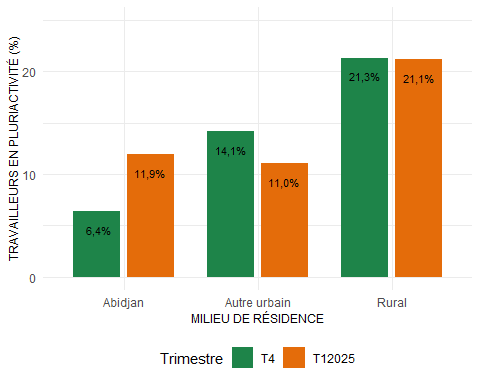 TRAVAILLEURS EN PLURIACTIVITÉ (%)
20
10
0
6,4%
11,9%
14,1%
11,0%
21,3%
21,1%
Abidjan
Autre urbain
Rural
MILIEU DE RÉSIDENCE
Trimestre T4 T12025